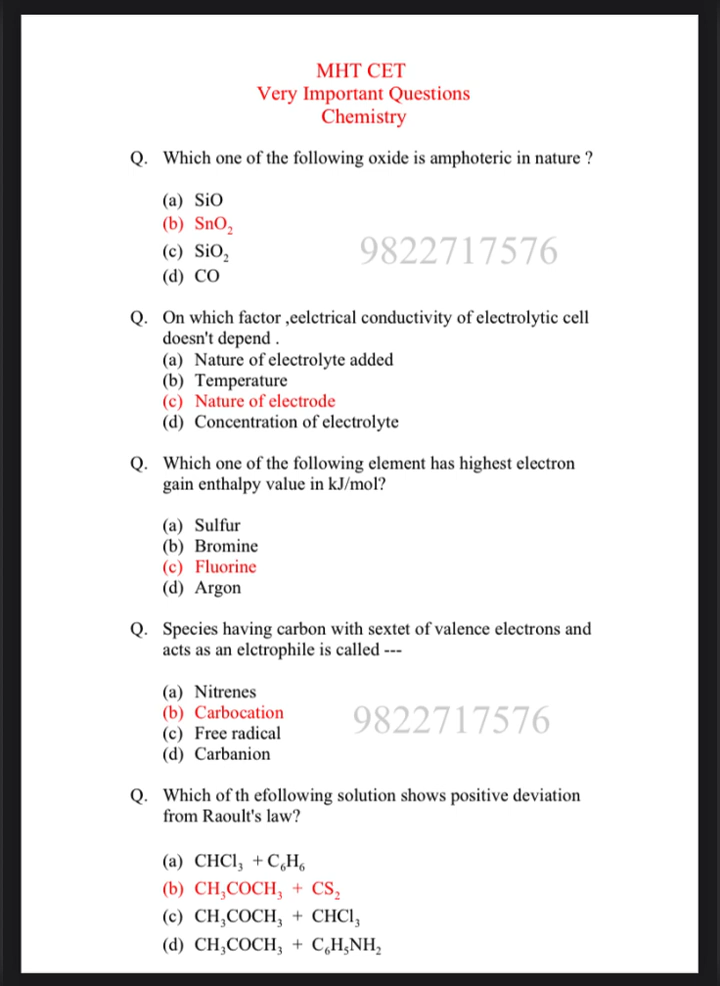 MHT CET
Very Important Questions
Chemistry
Q. Which one of the following oxide is amphoteric in nature ?
(a) SiO
(b) SnO₂
(c) SiO₂
(d) CO
9822717576
Q. On which factor ,eelctrical conductivity of electrolytic cell
doesn't depend .
(a) Nature of electrolyte added
(b) Temperature
(c) Nature of electrode
(d) Concentration of electrolyte
Q. Which one of the following element has highest electron
gain enthalpy value in kJ/mol?
(a) Sulfur
(b) Bromine
(c) Fluorine
(d) Argon
Q. Species having carbon with sextet of valence electrons and
acts as an elctrophile is called ---
(a) Nitrenes
(b) Carbocation
(c) Free radical
(d) Carbanion
9822717576
Q. Which of th efollowing solution shows positive deviation
from Raoult's law?
(a) CHCl₃ + C₆H₆
(b) CH₃COCH₃ + CS₂
(c) CH₃COCH₃ + CHCl₃
(d) CH₃COCH₃ + C₆H₅NH₂